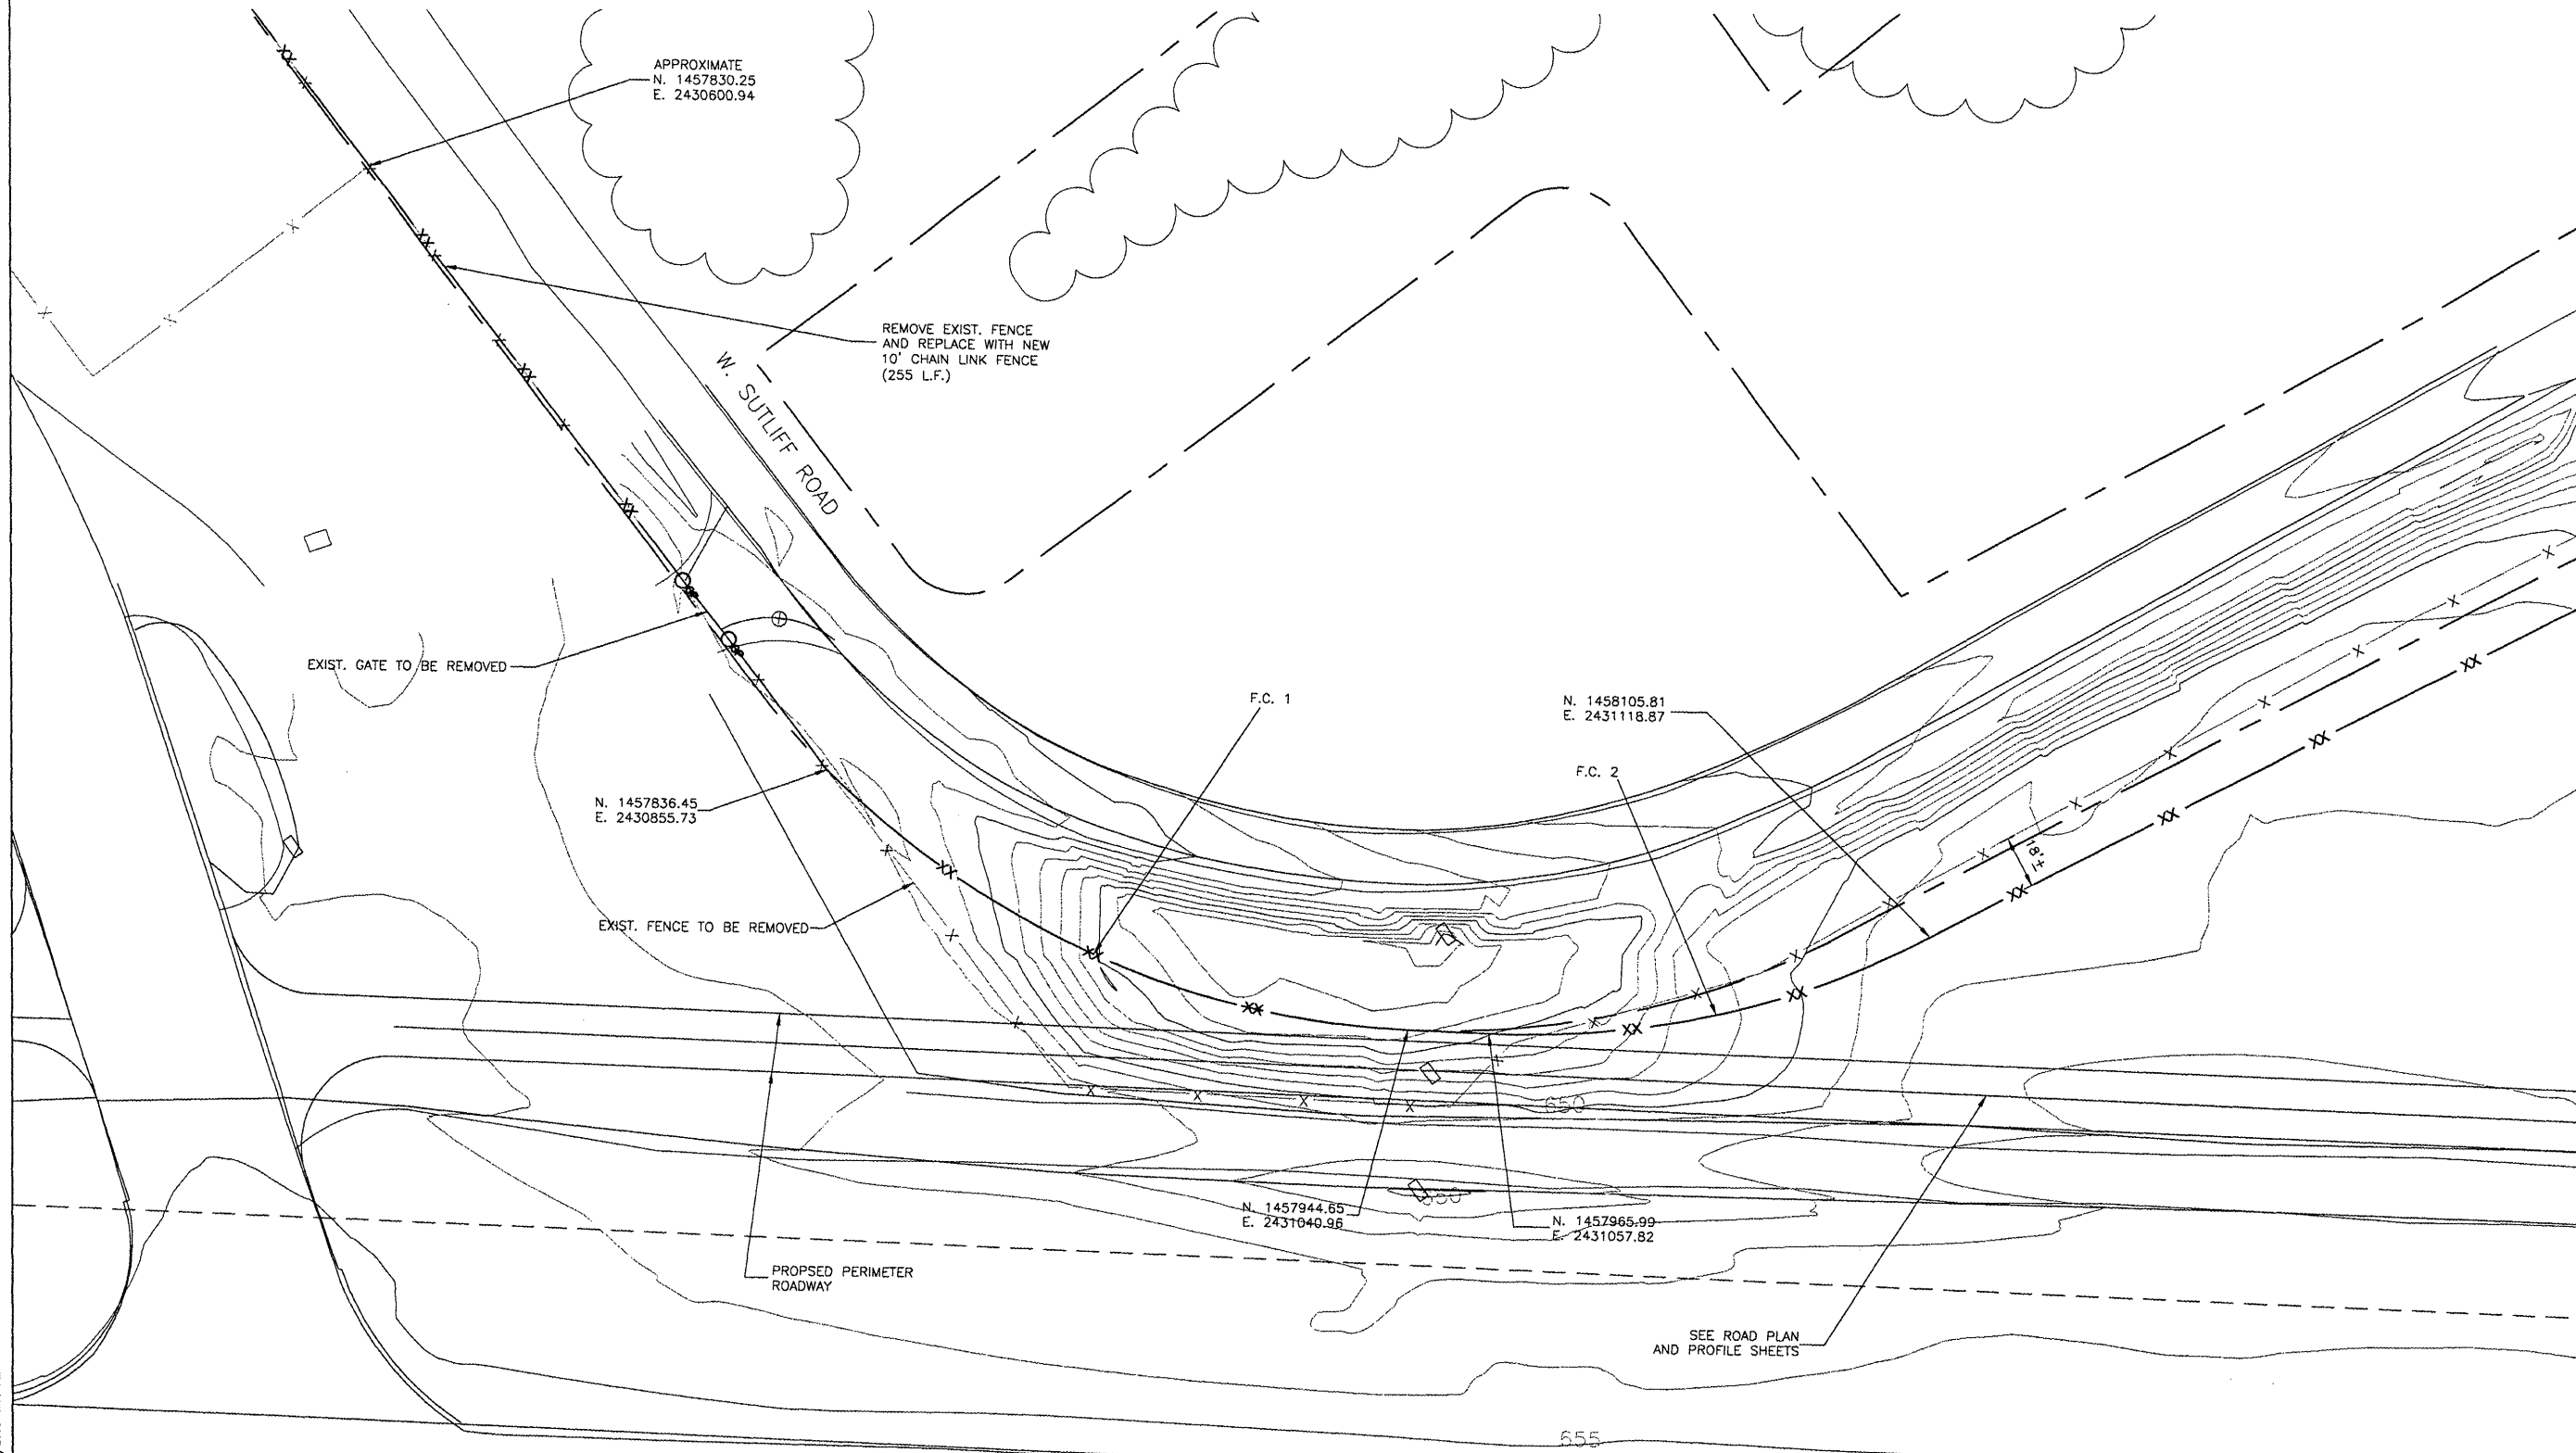 APPROXIMATE
N. 1457830.25
E. 2430600.94
REMOVE EXIST. FENCE
AND REPLACE WITH NEW
10' CHAIN LINK FENCE
(255 L.F.)
W. SUTLIFF ROAD
EXIST. GATE TO BE REMOVED
F.C. 1
N. 1458105.81
E. 2431118.87
F.C. 2
N. 1457836.45
E. 2430855.73
18'±
EXIST. FENCE TO BE REMOVED
650
650
N. 1457944.65
E. 2431040.96
N. 1457965.99
E. 2431057.82
PROPSED PERIMETER
ROADWAY
SEE ROAD PLAN
AND PROFILE SHEETS
655